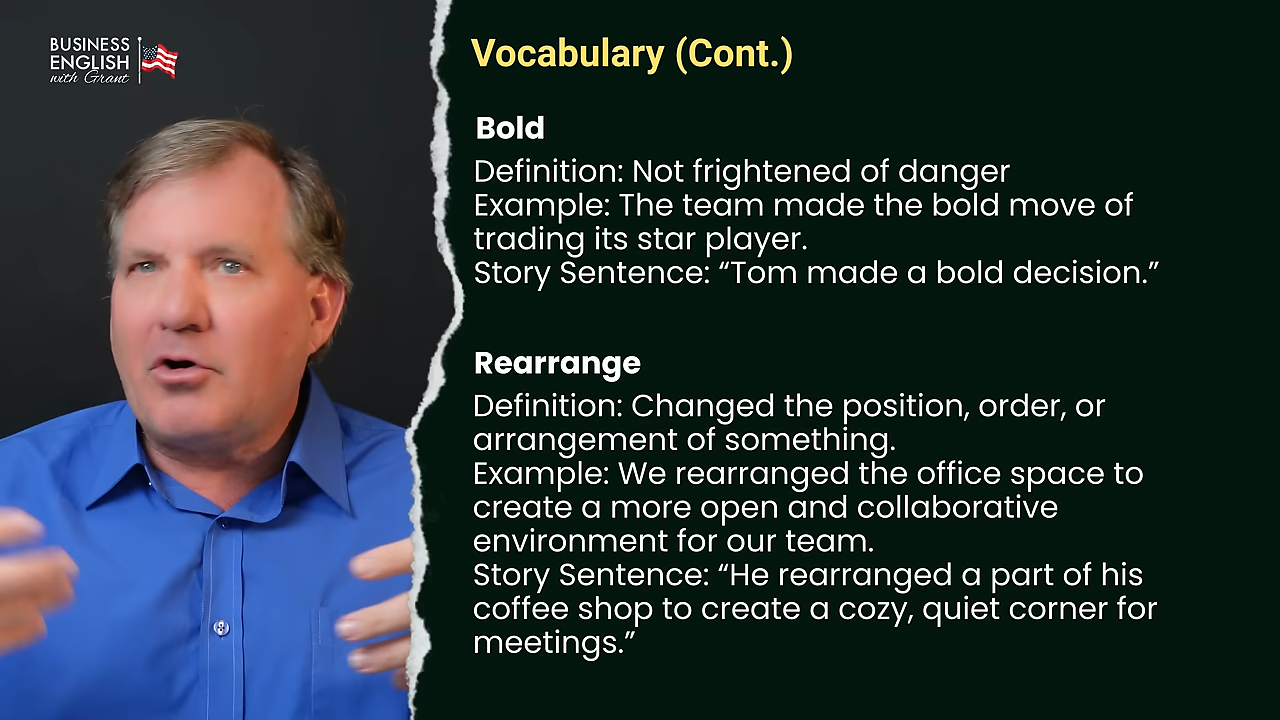 BUSINESS
ENGLISH
with Grant
Vocabulary (Cont.)
Bold
Definition: Not frightened of danger
Example: The team made the bold move of
trading its star player.
Story Sentence: “Tom made a bold decision.”
Rearrange
Definition: Changed the position, order, or
arrangement of something.
Example: We rearranged the office space to
create a more open and collaborative
environment for our team.
Story Sentence: “He rearranged a part of his
coffee shop to create a cozy, quiet corner for
meetings.”